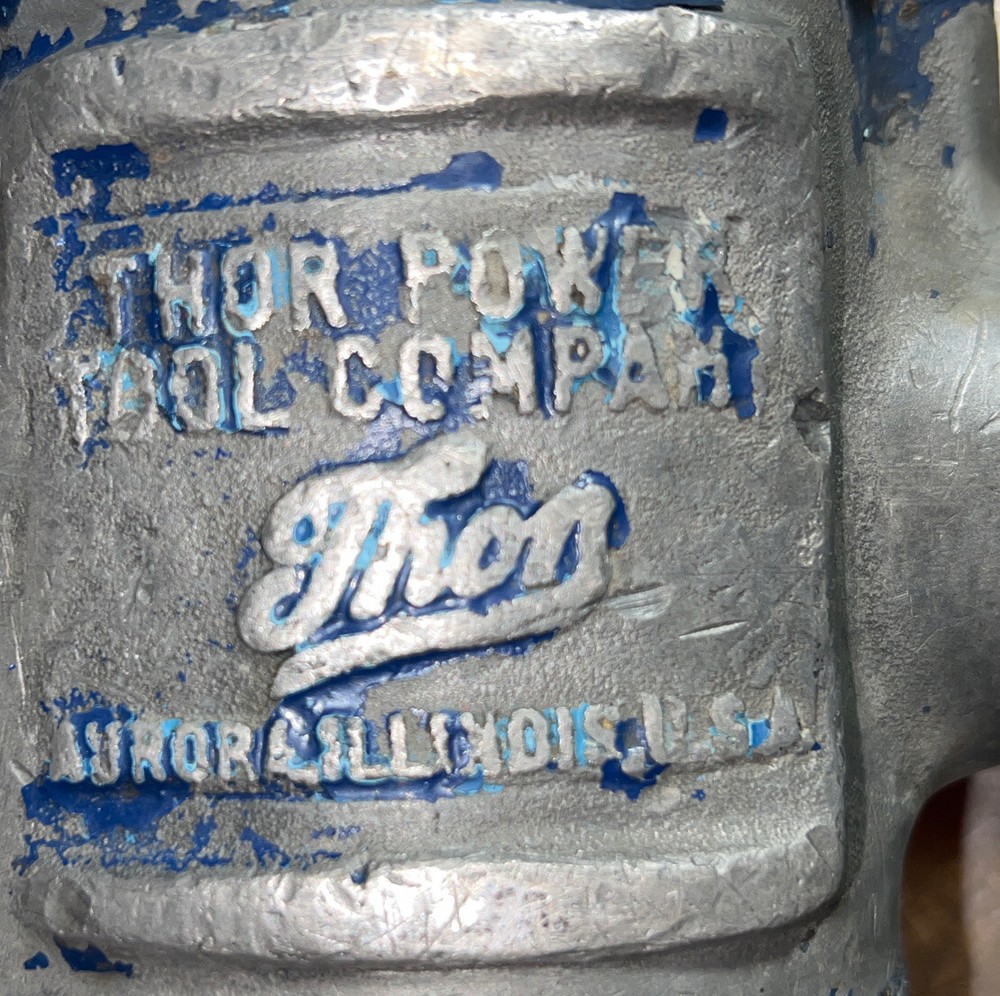 THOR POWER
TOOL COMPANY
Thor
AURORA, ILLINOIS, U.S.A.